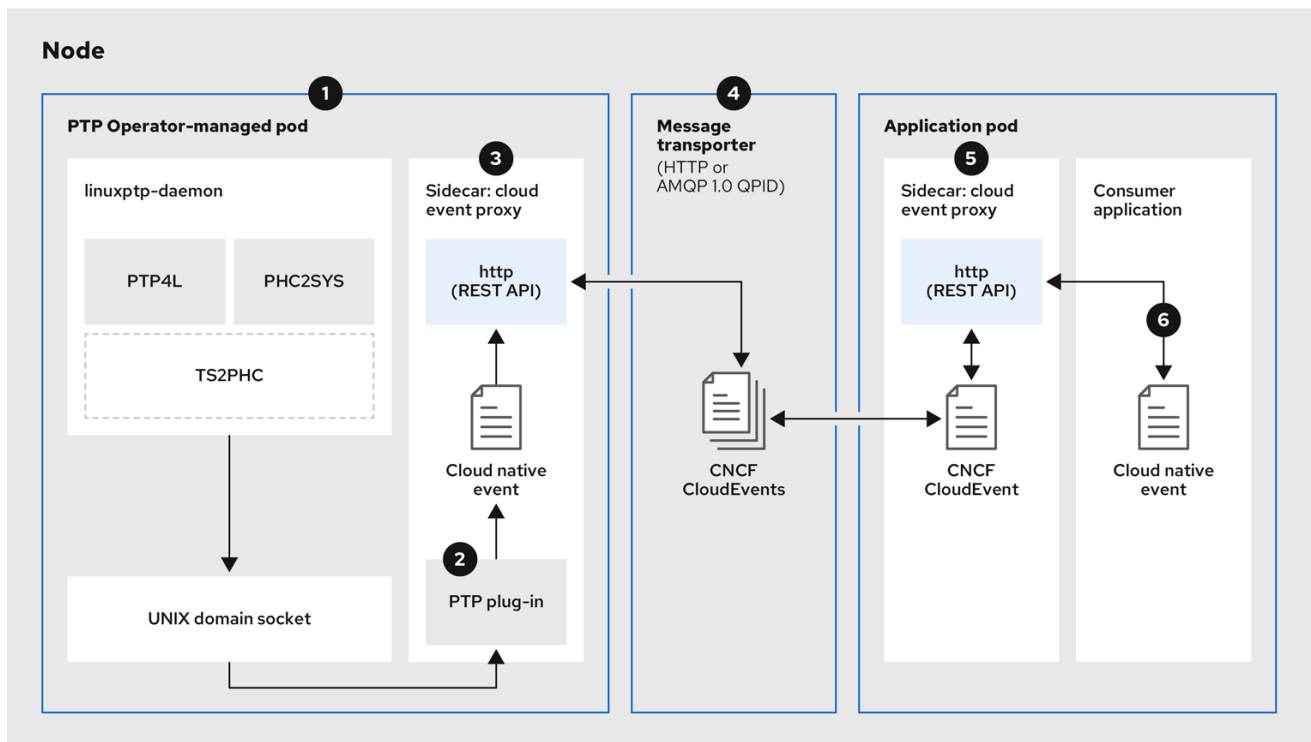 Node
1
PTP Operator-managed pod
linuxptp-daemon
PTP4L
PHC2SYS
TS2PHC
UNIX domain socket
3
Sidecar: cloud
event proxy
http
(REST API)
Cloud native
event
2
PTP plug-in
4
Message
transporter
(HTTP or
AMQP 1.0 QPID)
CNCF
CloudEvents
Application pod
5
Sidecar: cloud
event proxy
http
(REST API)
CNCF
CloudEvent
Consumer
application
6
Cloud native
event